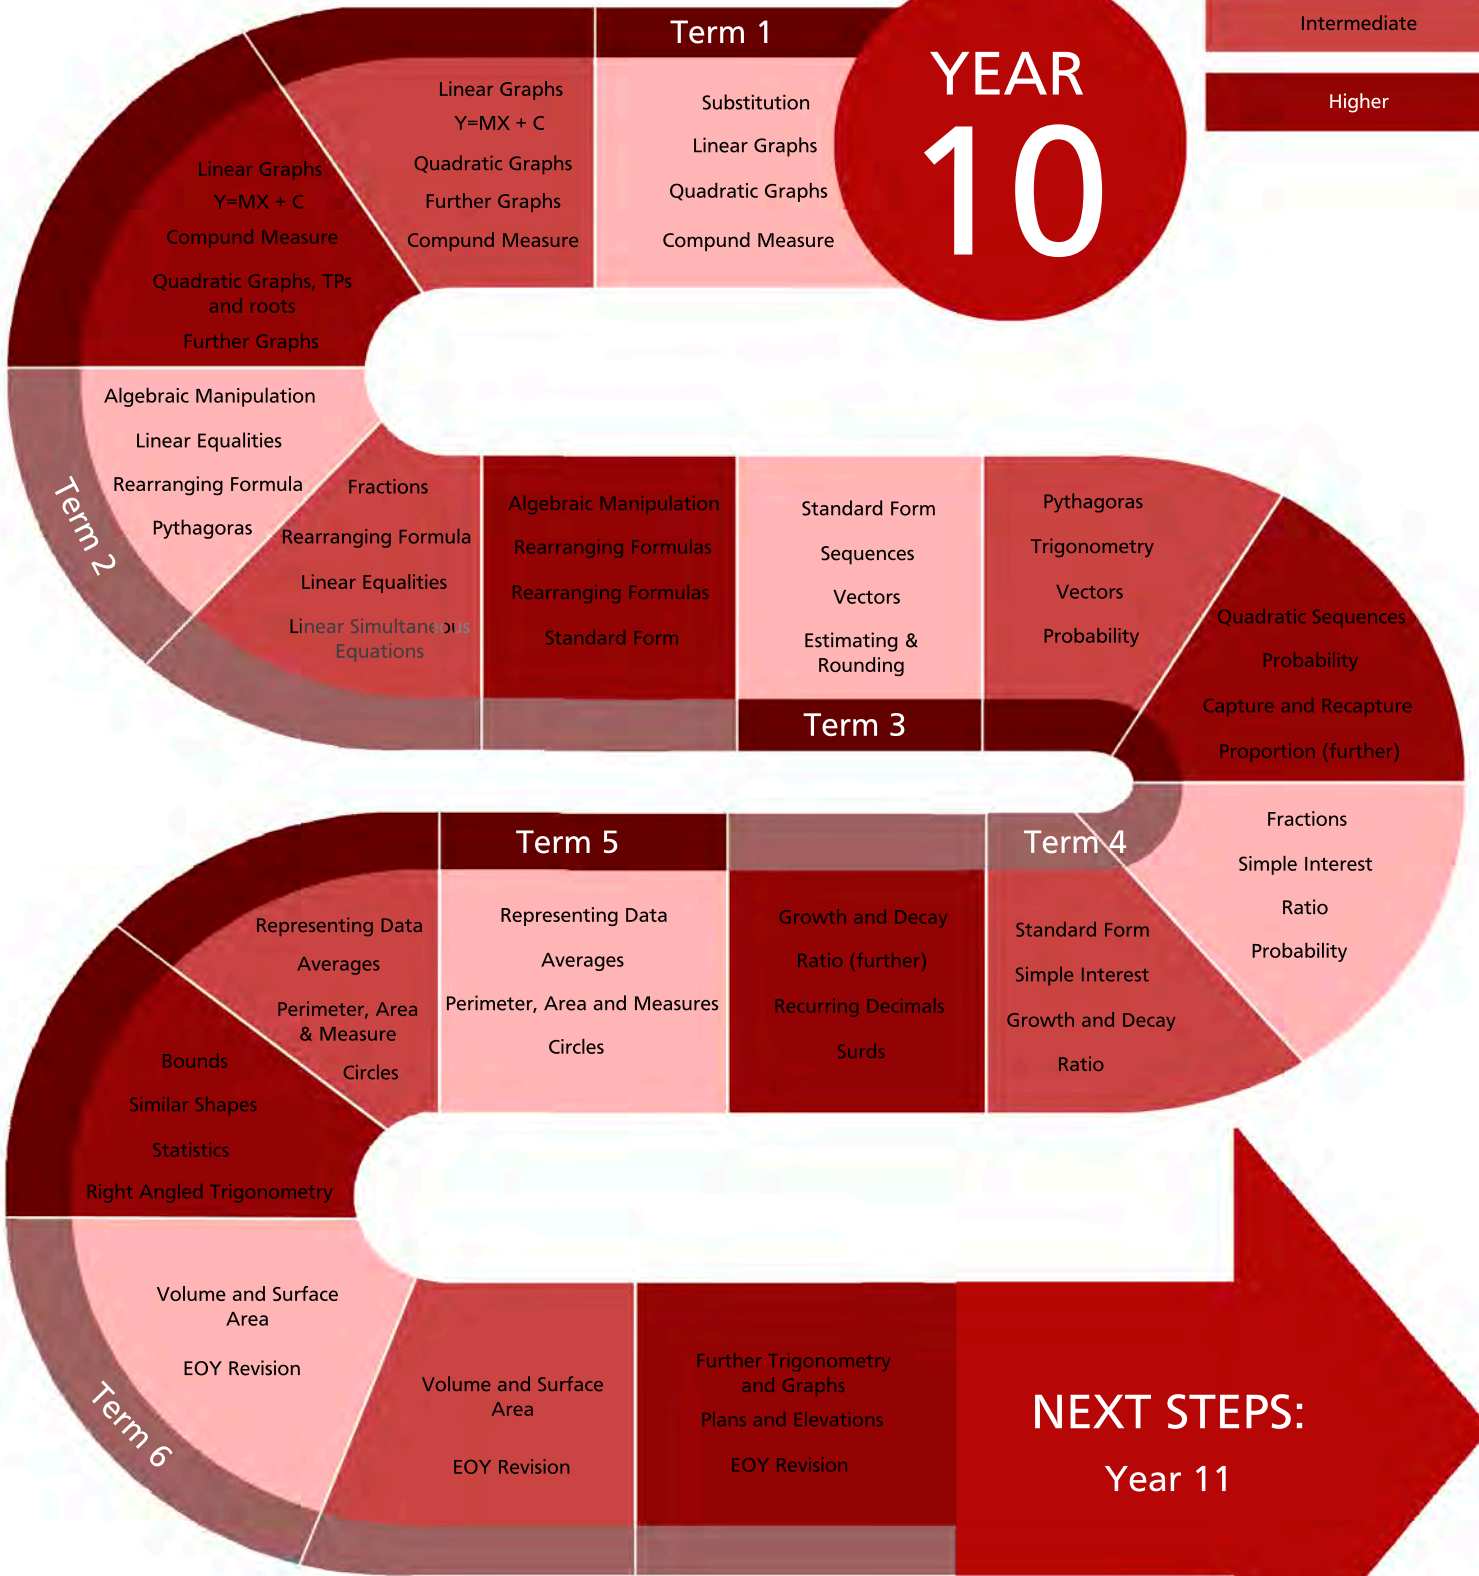 Intermediate
Higher
YEAR
10
Term 1
Substitution
Linear Graphs
Quadratic Graphs
Compund Measure
Linear Graphs
Y=MX + C
Quadratic Graphs
Further Graphs
Compund Measure
Linear Graphs
Y=MX + C
Compund Measure
Quadratic Graphs, TPs
and roots
Further Graphs
Term 2
Algebraic Manipulation
Linear Equalities
Rearranging Formula
Pythagoras
Fractions
Rearranging Formula
Linear Equalities
Linear Simultaneous
Equations
Algebraic Manipulation
Rearranging Formulas
Rearranging Formulas
Standard Form
Term 3
Standard Form
Sequences
Vectors
Estimating &
Rounding
Pythagoras
Trigonometry
Vectors
Probability
Quadratic Sequences
Probability
Capture and Recapture
Proportion (further)
Term 4
Fractions
Simple Interest
Ratio
Probability
Standard Form
Simple Interest
Growth and Decay
Ratio
Growth and Decay
Ratio (further)
Recurring Decimals
Surds
Term 5
Representing Data
Averages
Perimeter, Area and Measures
Circles
Representing Data
Averages
Perimeter, Area
& Measure
Circles
Bounds
Similar Shapes
Statistics
Right Angled Trigonometry
Term 6
Volume and Surface
Area
EOY Revision
Volume and Surface
Area
EOY Revision
Further Trigonometry
and Graphs
Plans and Elevations
EOY Revision
NEXT STEPS:
Year 11